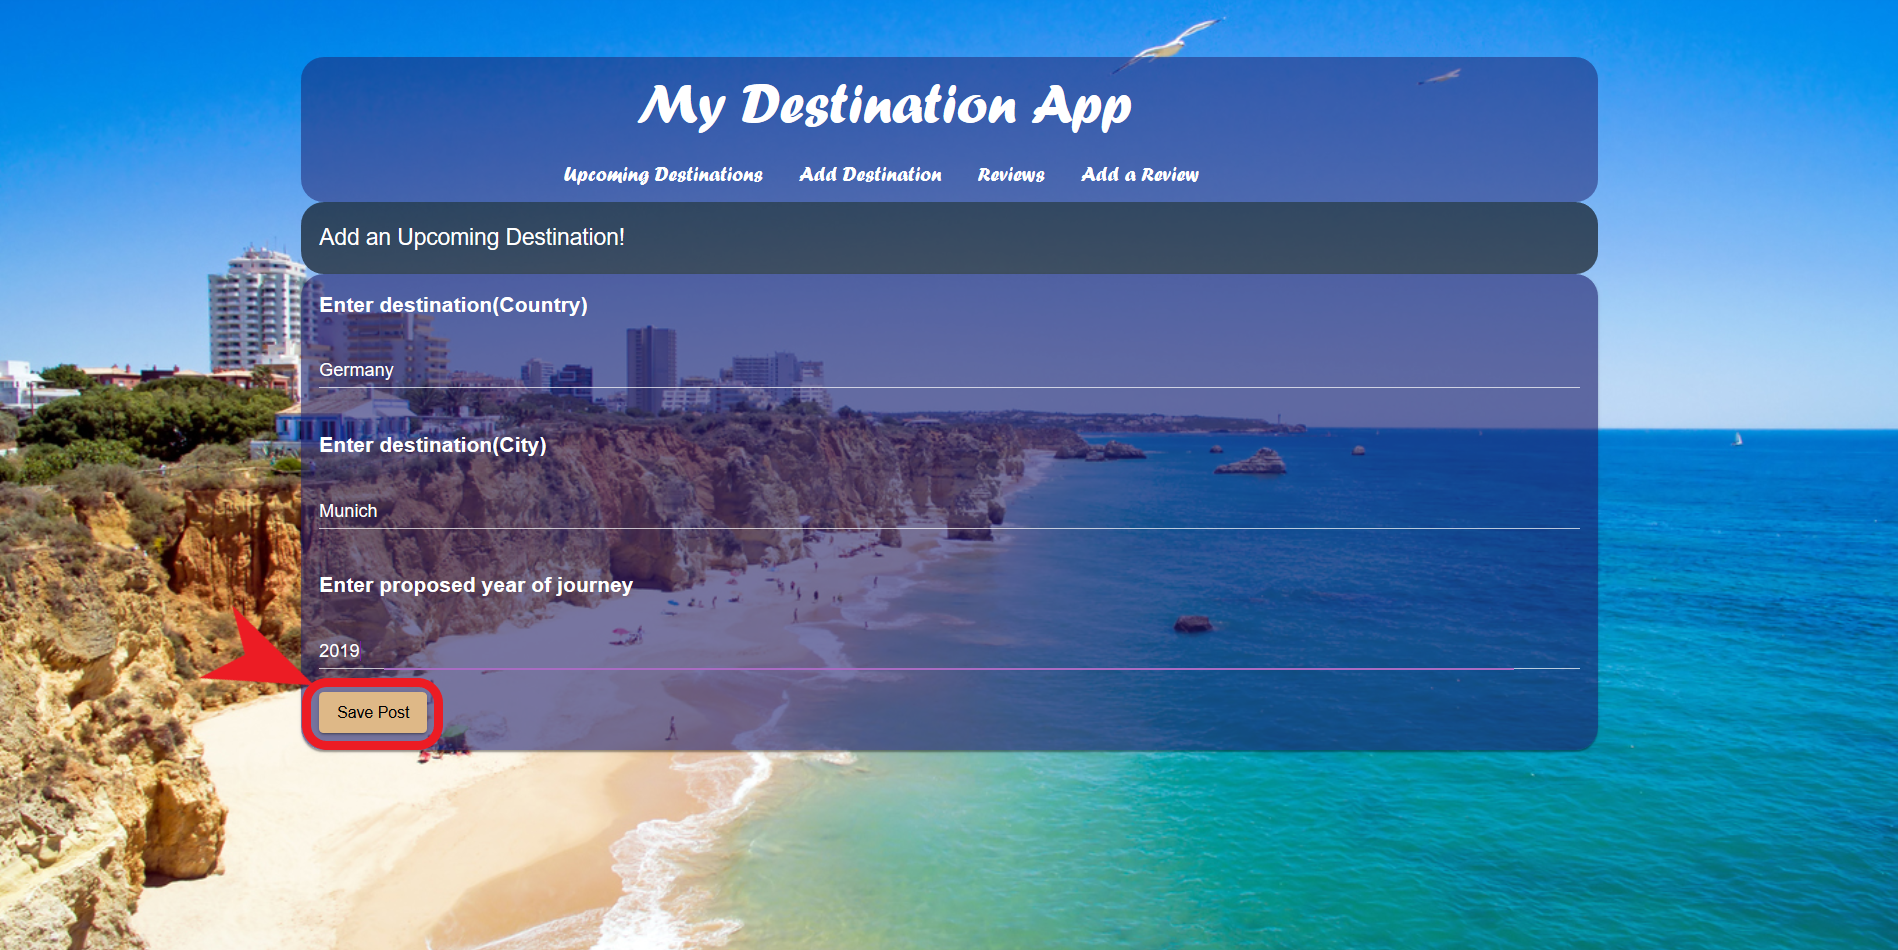 My Destination App
Upcoming Destinations Add Destination Reviews Add a Review
Add an Upcoming Destination!
Enter destination(Country)
Germany
Enter destination(City)
Munich
Enter proposed year of journey
2019
Save Post